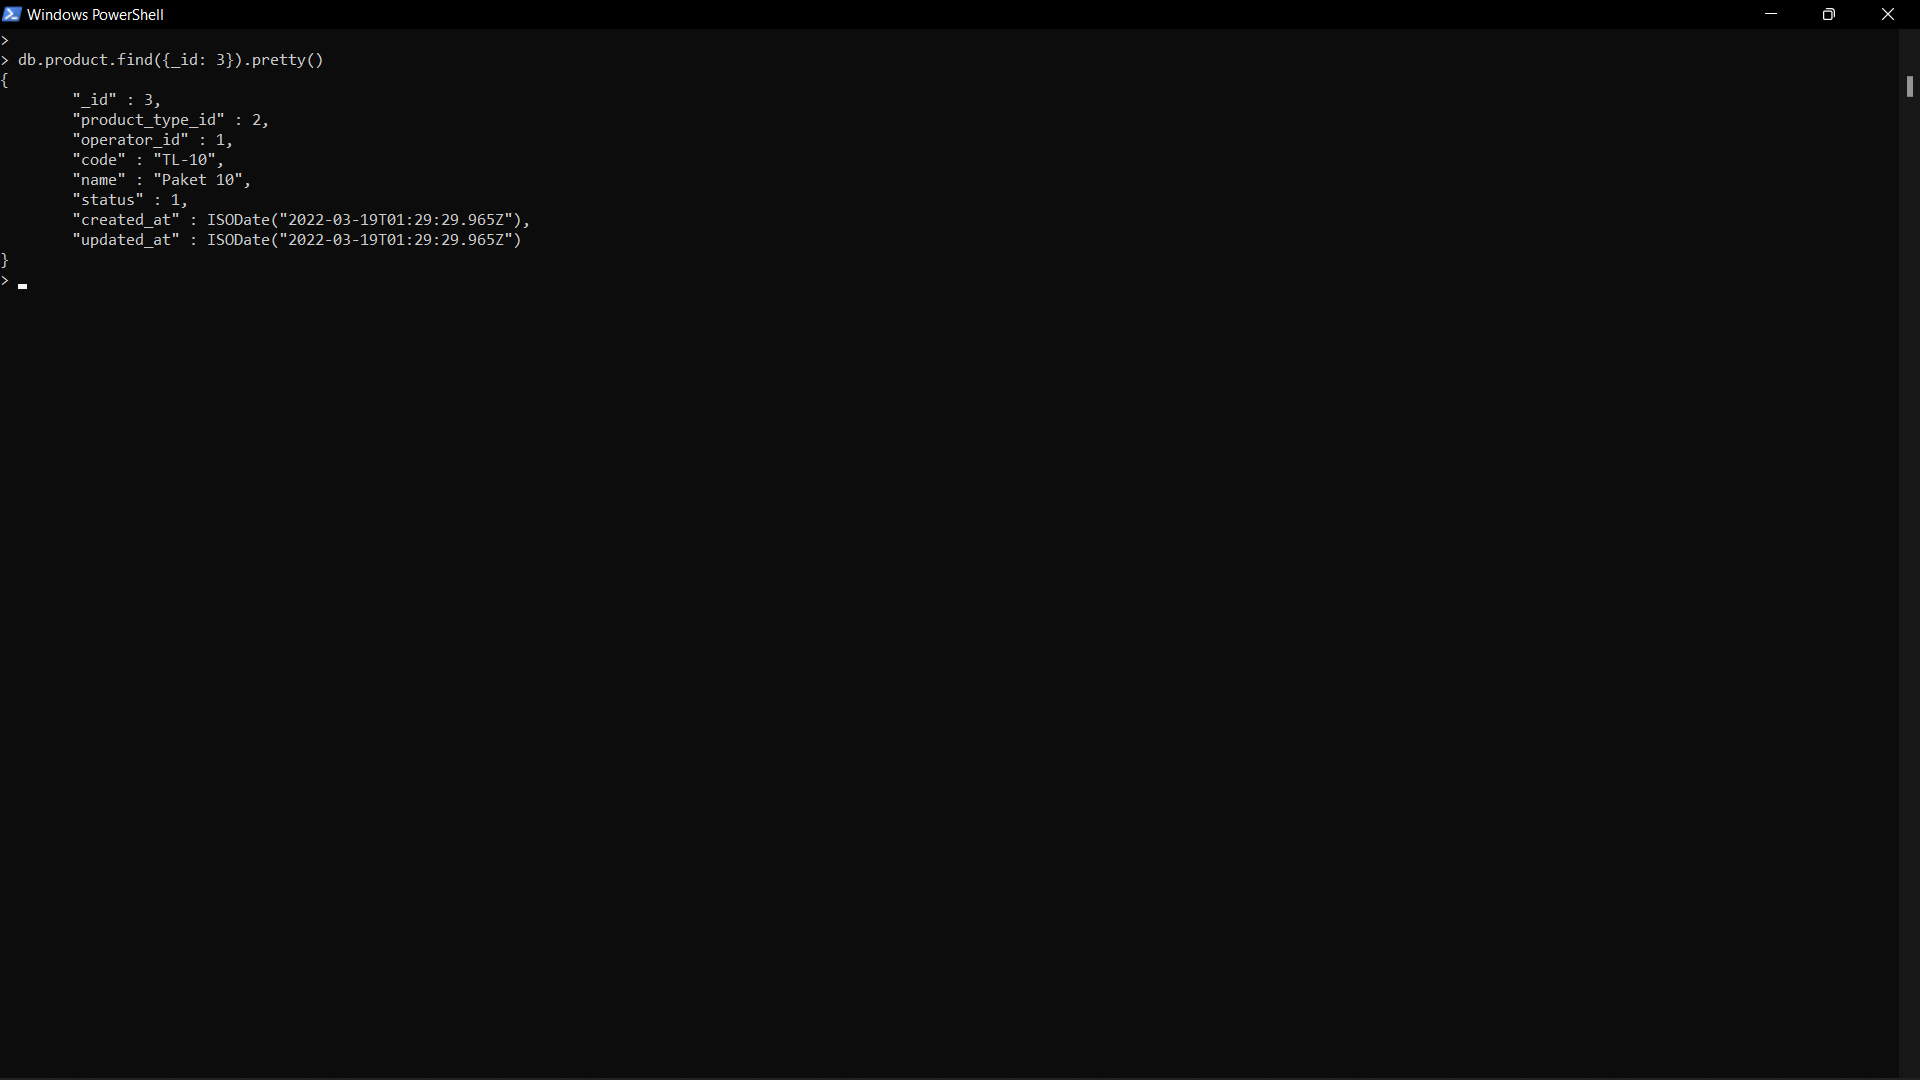 Windows PowerShell
>
> db.product.find({_id: 3}).pretty()
{
        "_id" : 3,
        "product_type_id" : 2,
        "operator_id" : 1,
        "code" : "TL-10",
        "name" : "Paket 10",
        "status" : 1,
        "created_at" : ISODate("2022-03-19T01:29:29.965Z"),
        "updated_at" : ISODate("2022-03-19T01:29:29.965Z")
}
>